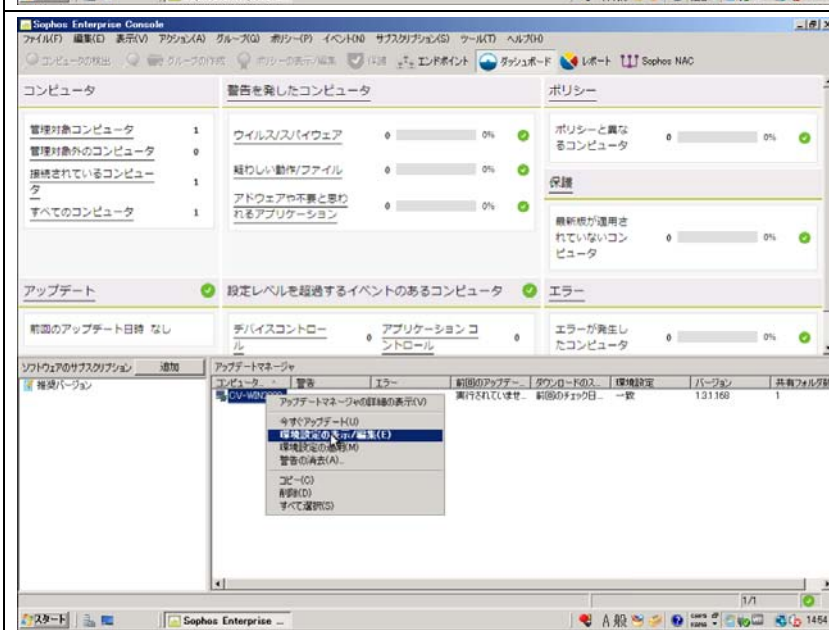 Sophos Enterprise Console
ファイル(F) 編集(E) 表示(V) アクション(A) グループ(G) ポリシー(P) イベント(N) サブスクリプション(S) ツール(T) ヘルプ(H)
コンピュータの検出 グループの作成 ポリシーの表示/編集 保護 エンドポイント ダッシュボード レポート Sophos NAC
コンピュータ
管理対象コンピュータ 1
管理対象外のコンピュータ 0
接続されているコンピュータ 1
すべてのコンピュータ 1
警告を発したコンピュータ
ウイルス/スパイウェア 0 0%
疑わしい動作/ファイル 0 0%
アドウェアや不要と思わ
れるアプリケーション 0 0%
ポリシー
ポリシーと異な
るコンピュータ 0 0%
保護
最新版が適用さ
れていないコン
ピュータ 0 0%
アップデート
前回のアップデート日時 なし
設定レベルを超過するイベントのあるコンピュータ
デバイスコントロー
ル 0
アプリケーション コ
ントロール 0
エラー
エラーが発生し
たコンピュータ 0 0%
ソフトウェアのサブスクリプション 追加
推奨バージョン
アップデートマネージャ
コンピュータ... 警告 エラー 前回のアップデー... ダウンロードのス... 環境設定 バージョン 共有フォルダ
実行されていませ... 前回のチェック日... 一致 1.3.1.168 1
アップデートマネージャの詳細の表示(V)
今すぐアップデート(U)
環境設定の表示/編集(E)
環境設定の適用(M)
警告の消去(A)...
コピー(C)
削除(D)
すべて選択(S)
1/1
スタート Sophos Enterprise ... A 般 CAPS KANA 14:54